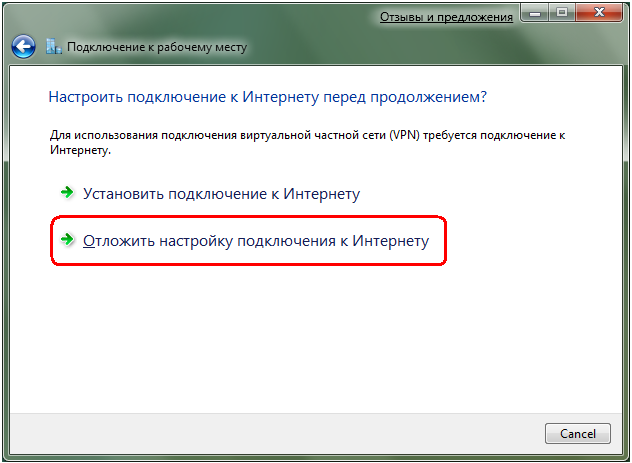 Отзывы и предложения
Подключение к рабочему месту
Настроить подключение к Интернету перед продолжением?
Для использования подключения виртуальной частной сети (VPN) требуется подключение к
Интернету.
Установить подключение к Интернету
Отложить настройку подключения к Интернету
Cancel